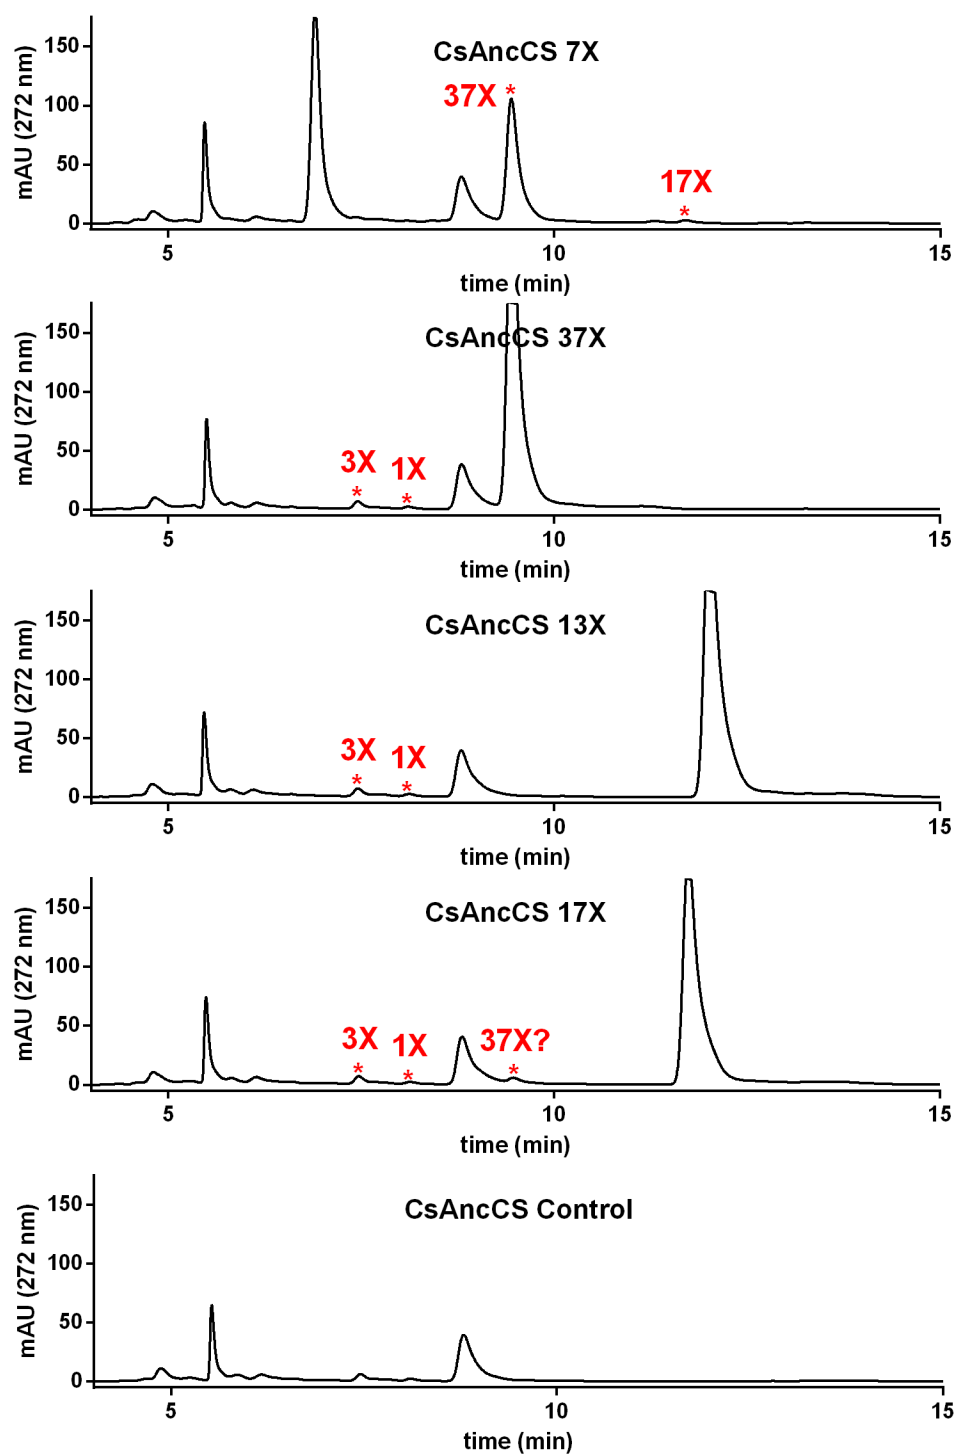 CsAncCS 7X
37X *
17X
*
mAU (272 nm)
150
100
50
0
5
10
15
time (min)
CsAncCS 37X
3X
*
1X
*
mAU (272 nm)
150
100
50
0
5
10
15
time (min)
CsAncCS 13X
3X
*
1X
*
mAU (272 nm)
150
100
50
0
5
10
15
time (min)
CsAncCS 17X
3X
*
1X
*
37X?
*
mAU (272 nm)
150
100
50
0
5
10
15
time (min)
CsAncCS Control
mAU (272 nm)
150
100
50
0
5
10
15
time (min)